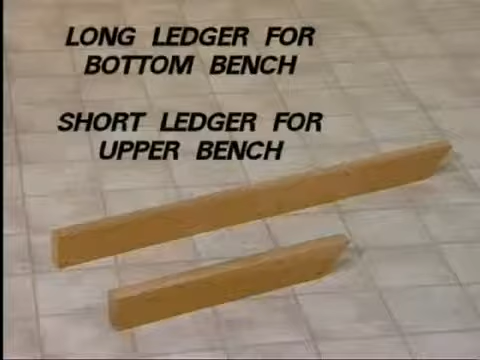 LONG LEDGER FOR
BOTTOM BENCH
SHORT LEDGER FOR
UPPER BENCH